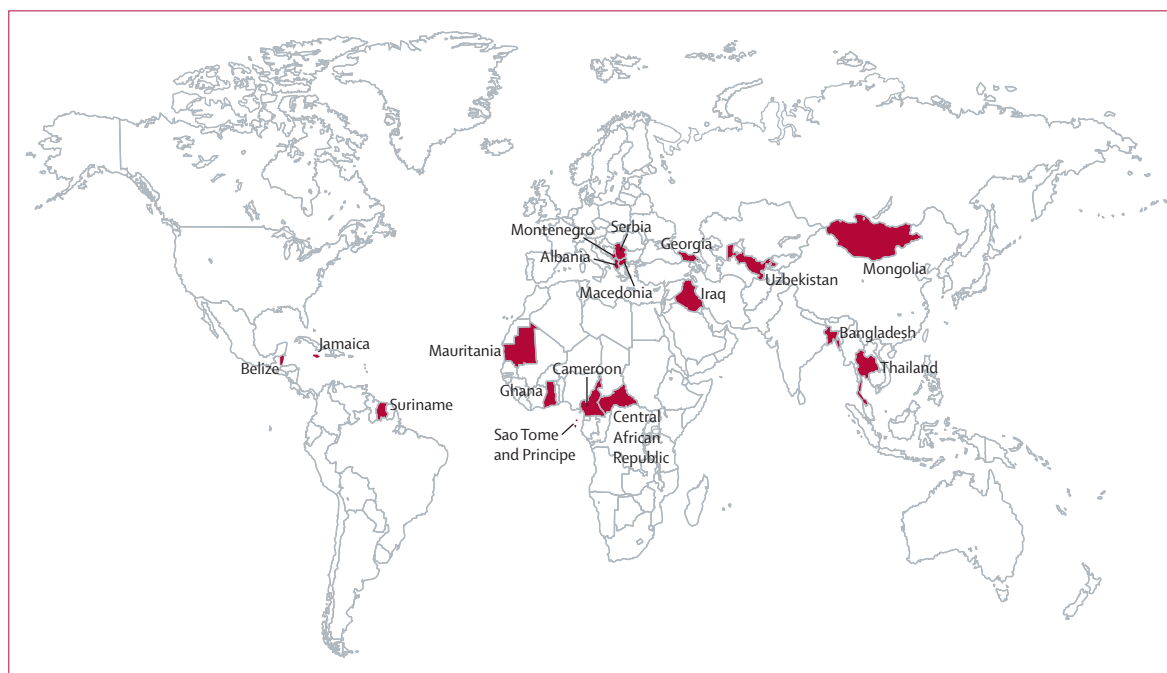 Montenegro
Serbia
Albania
Georgia
Macedonia
Uzbekistan
Mongolia
Iraq
Jamaica
Belize
Mauritania
Bangladesh
Cameroon
Thailand
Ghana
Suriname
Central
African
Republic
Sao Tome
and Principe